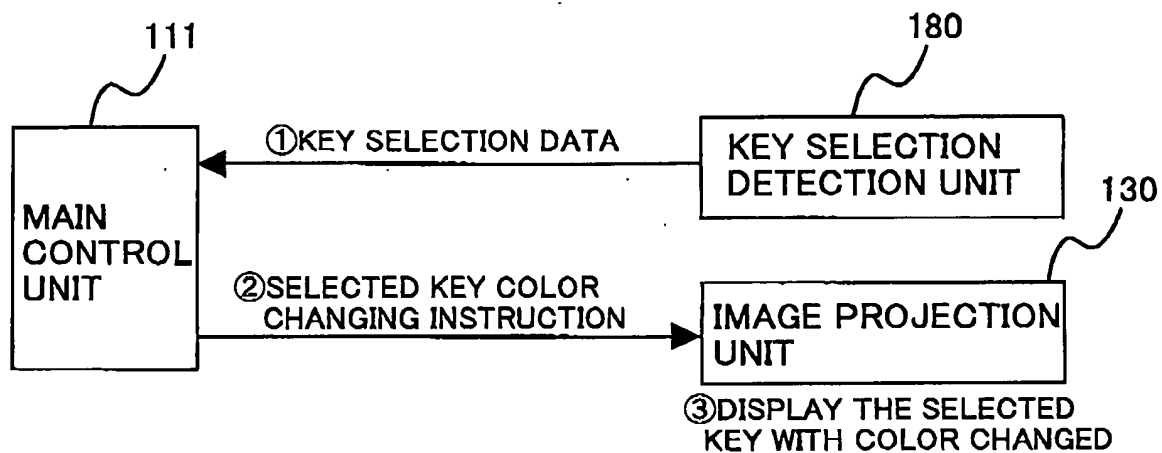 111
180
①KEY SELECTION DATA
KEY SELECTION
DETECTION UNIT
130
MAIN
CONTROL
UNIT
②SELECTED KEY COLOR
CHANGING INSTRUCTION
IMAGE PROJECTION
UNIT
③DISPLAY THE SELECTED
KEY WITH COLOR CHANGED